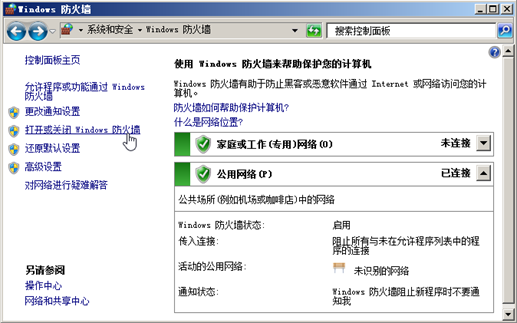 Windows 防火墙
系统和安全 Windows 防火墙
搜索控制面板
控制面板主页
允许程序或功能通过 Windows
防火墙
更改通知设置
打开或关闭 Windows 防火墙
还原默认设置
高级设置
对网络进行疑难解答
另请参阅
操作中心
网络和共享中心
使用 Windows 防火墙来帮助保护您的计算机
Windows 防火墙有助于防止黑客或恶意软件通过 Internet 或网络访问您的计
算机。
防火墙如何帮助保护计算机?
什么是网络位置?
家庭或工作(专用)网络(O) 未连接
公用网络(P) 已连接
公共场所(例如机场或咖啡店)中的网络
Windows 防火墙状态: 启用
传入连接: 阻止所有与未在允许程序列表中的程
序的连接
活动的公用网络: 未识别的网络
通知状态: Windows 防火墙阻止新程序时不要通
知我